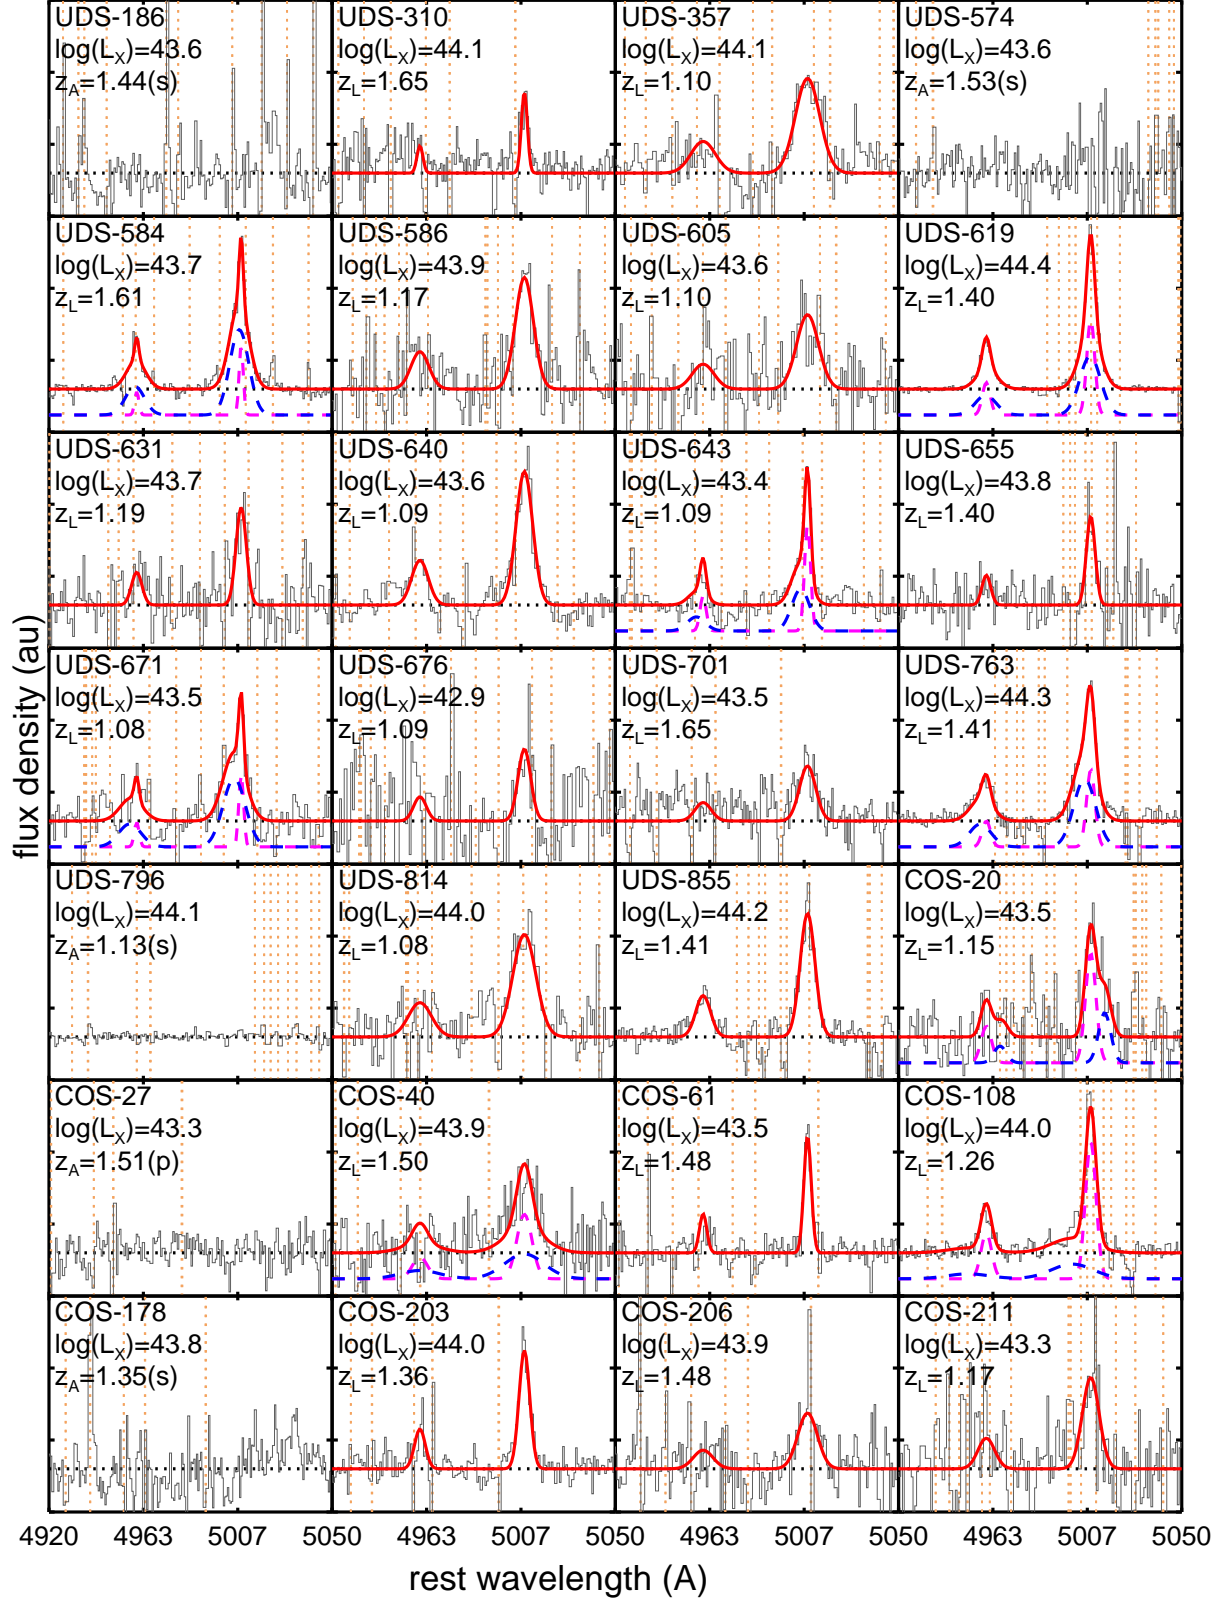 UDS-186
log(L_X)=43.6
z_A=1.44(s)
UDS-310
log(L_X)=44.1
z_L=1.65
UDS-357
log(L_X)=44.1
z_L=1.10
UDS-574
log(L_X)=43.6
z_A=1.53(s)
UDS-584
log(L_X)=43.7
z_L=1.61
UDS-586
log(L_X)=43.9
z_L=1.17
UDS-605
log(L_X)=43.6
z_L=1.10
UDS-619
log(L_X)=44.4
z_L=1.40
UDS-631
log(L_X)=43.7
z_L=1.19
UDS-640
log(L_X)=43.6
z_L=1.09
UDS-643
log(L_X)=43.4
z_L=1.09
UDS-655
log(L_X)=43.8
z_L=1.40
UDS-671
log(L_X)=43.5
z_L=1.08
UDS-676
log(L_X)=42.9
z_L=1.09
UDS-701
log(L_X)=43.5
z_L=1.65
UDS-763
log(L_X)=44.3
z_L=1.41
UDS-796
log(L_X)=44.1
z_A=1.13(s)
UDS-814
log(L_X)=44.0
z_L=1.08
UDS-855
log(L_X)=44.2
z_L=1.41
COS-20
log(L_X)=43.5
z_L=1.15
COS-27
log(L_X)=43.3
z_A=1.51(p)
COS-40
log(L_X)=43.9
z_L=1.50
COS-61
log(L_X)=43.5
z_L=1.48
COS-108
log(L_X)=44.0
z_L=1.26
COS-178
log(L_X)=43.8
z_A=1.35(s)
COS-203
log(L_X)=44.0
z_L=1.36
COS-206
log(L_X)=43.9
z_L=1.48
COS-211
log(L_X)=43.3
z_L=1.17
flux density (au)
4920 4963 5007 5050 4963 5007 5050 4963 5007 5050 4963 5007 5050
rest wavelength (A)